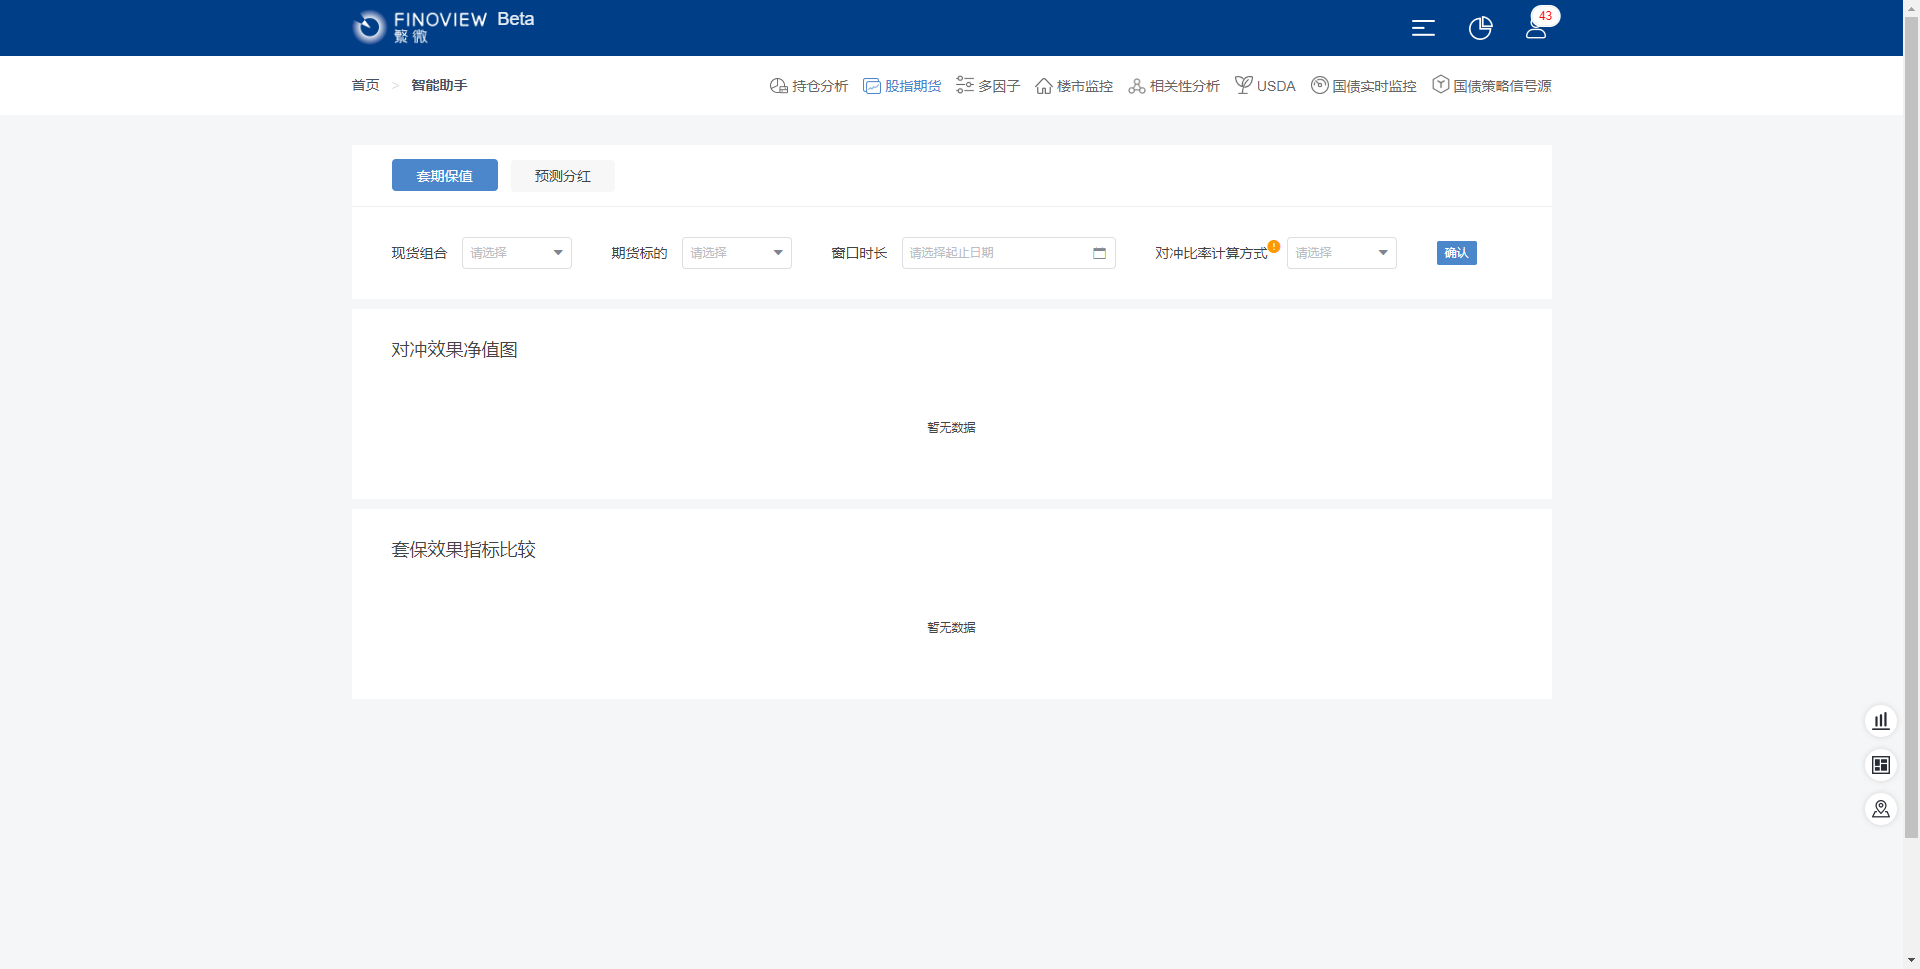 FINOVIEW Beta
繁微
43
首页 > 智能助手
持仓分析 股指期货 多因子 楼市监控 相关性分析 USDA 国债实时监控 国债策略信号源
套期保值 预测分红
现货组合 请选择 期货标的 请选择 窗口时长 请选择起止日期 对冲比率计算方式 ! 请选择 确认
对冲效果净值图
暂无数据
套保效果指标比较
暂无数据